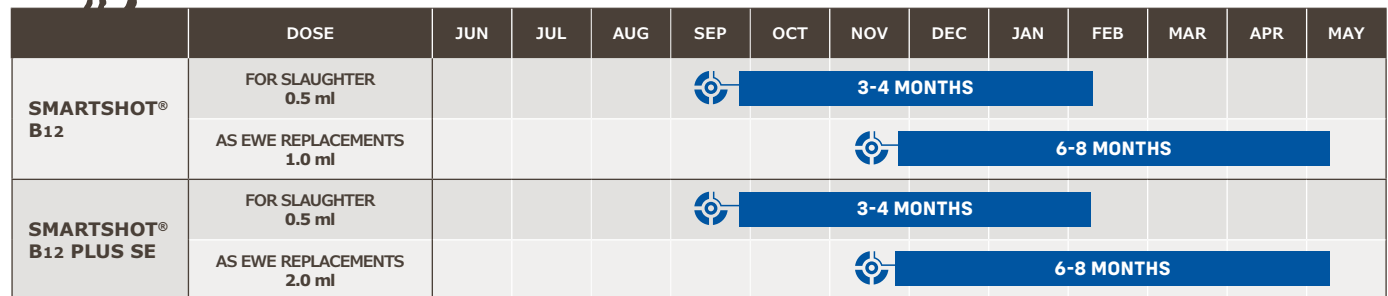 DOSE JUN JUL AUG SEP OCT NOV DEC JAN FEB MAR APR MAY
SMARTSHOT®
B12
FOR SLAUGHTER
0.5 ml
3-4 MONTHS
AS EWE REPLACEMENTS
1.0 ml
6-8 MONTHS
SMARTSHOT®
B12 PLUS SE
FOR SLAUGHTER
0.5 ml
3-4 MONTHS
AS EWE REPLACEMENTS
2.0 ml
6-8 MONTHS